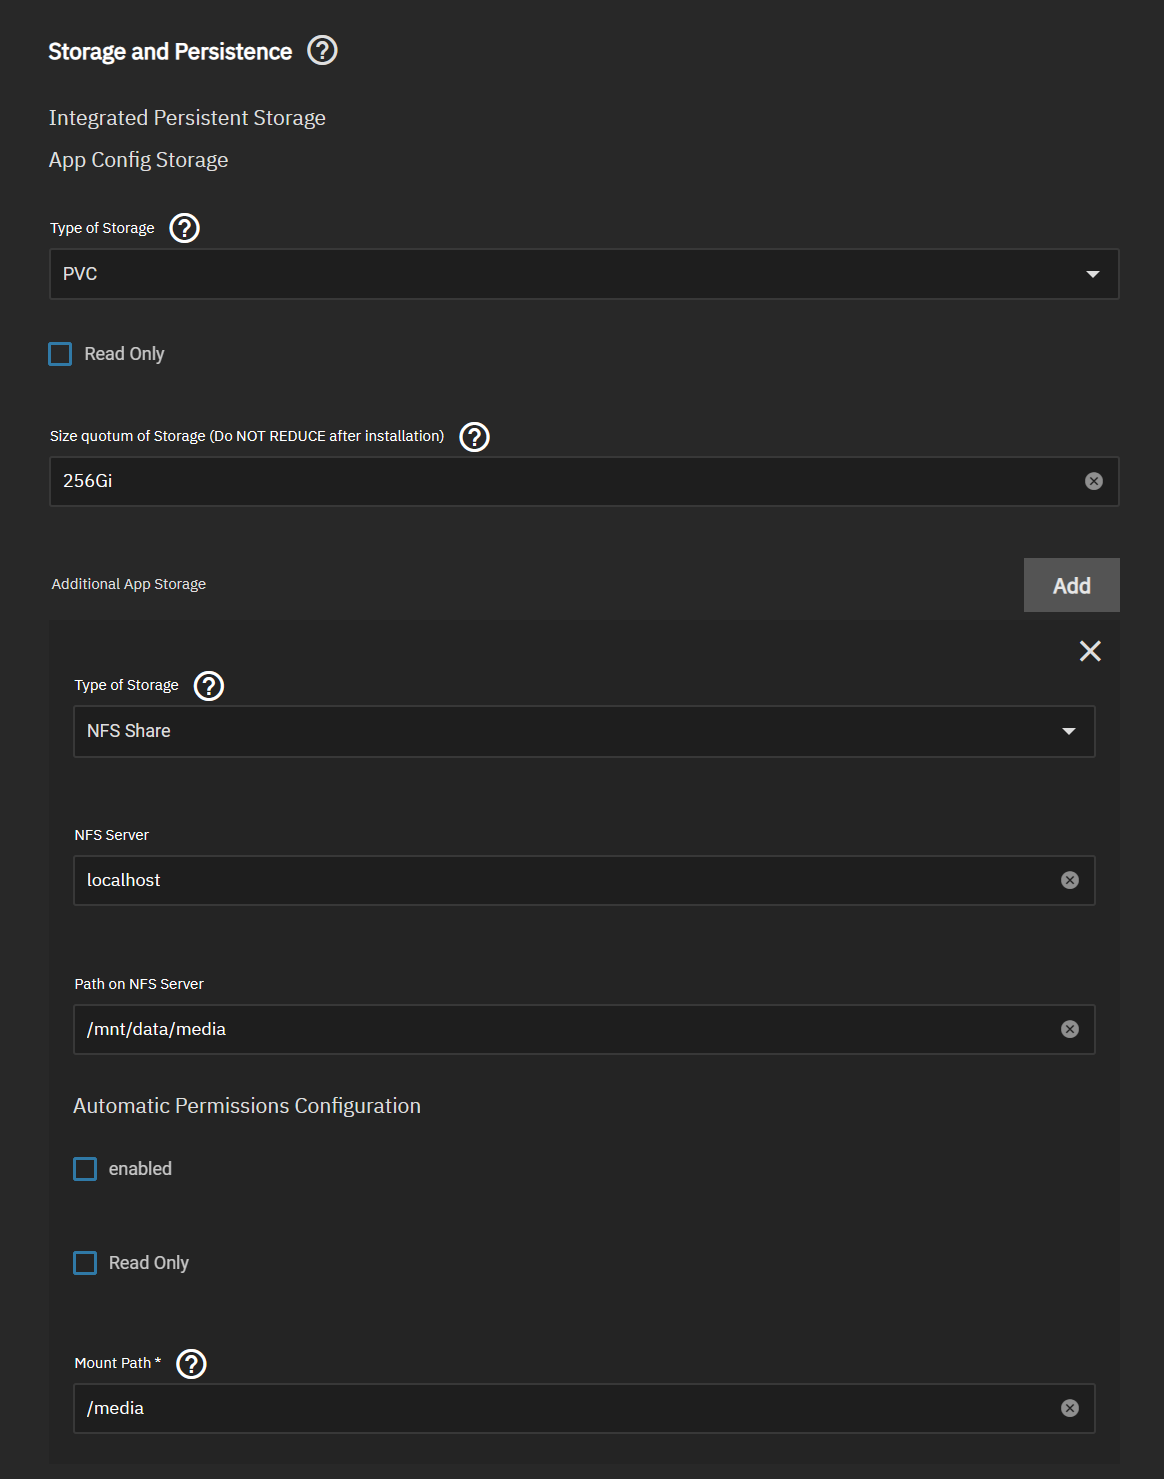 Storage and Persistence
Integrated Persistent Storage
App Config Storage
Type of Storage
PVC
Read Only
Size quotum of Storage (Do NOT REDUCE after installation)
256Gi
Additional App Storage
Add
Type of Storage
NFS Share
NFS Server
localhost
Path on NFS Server
/mnt/data/media
Automatic Permissions Configuration
enabled
Read Only
Mount Path *
/media